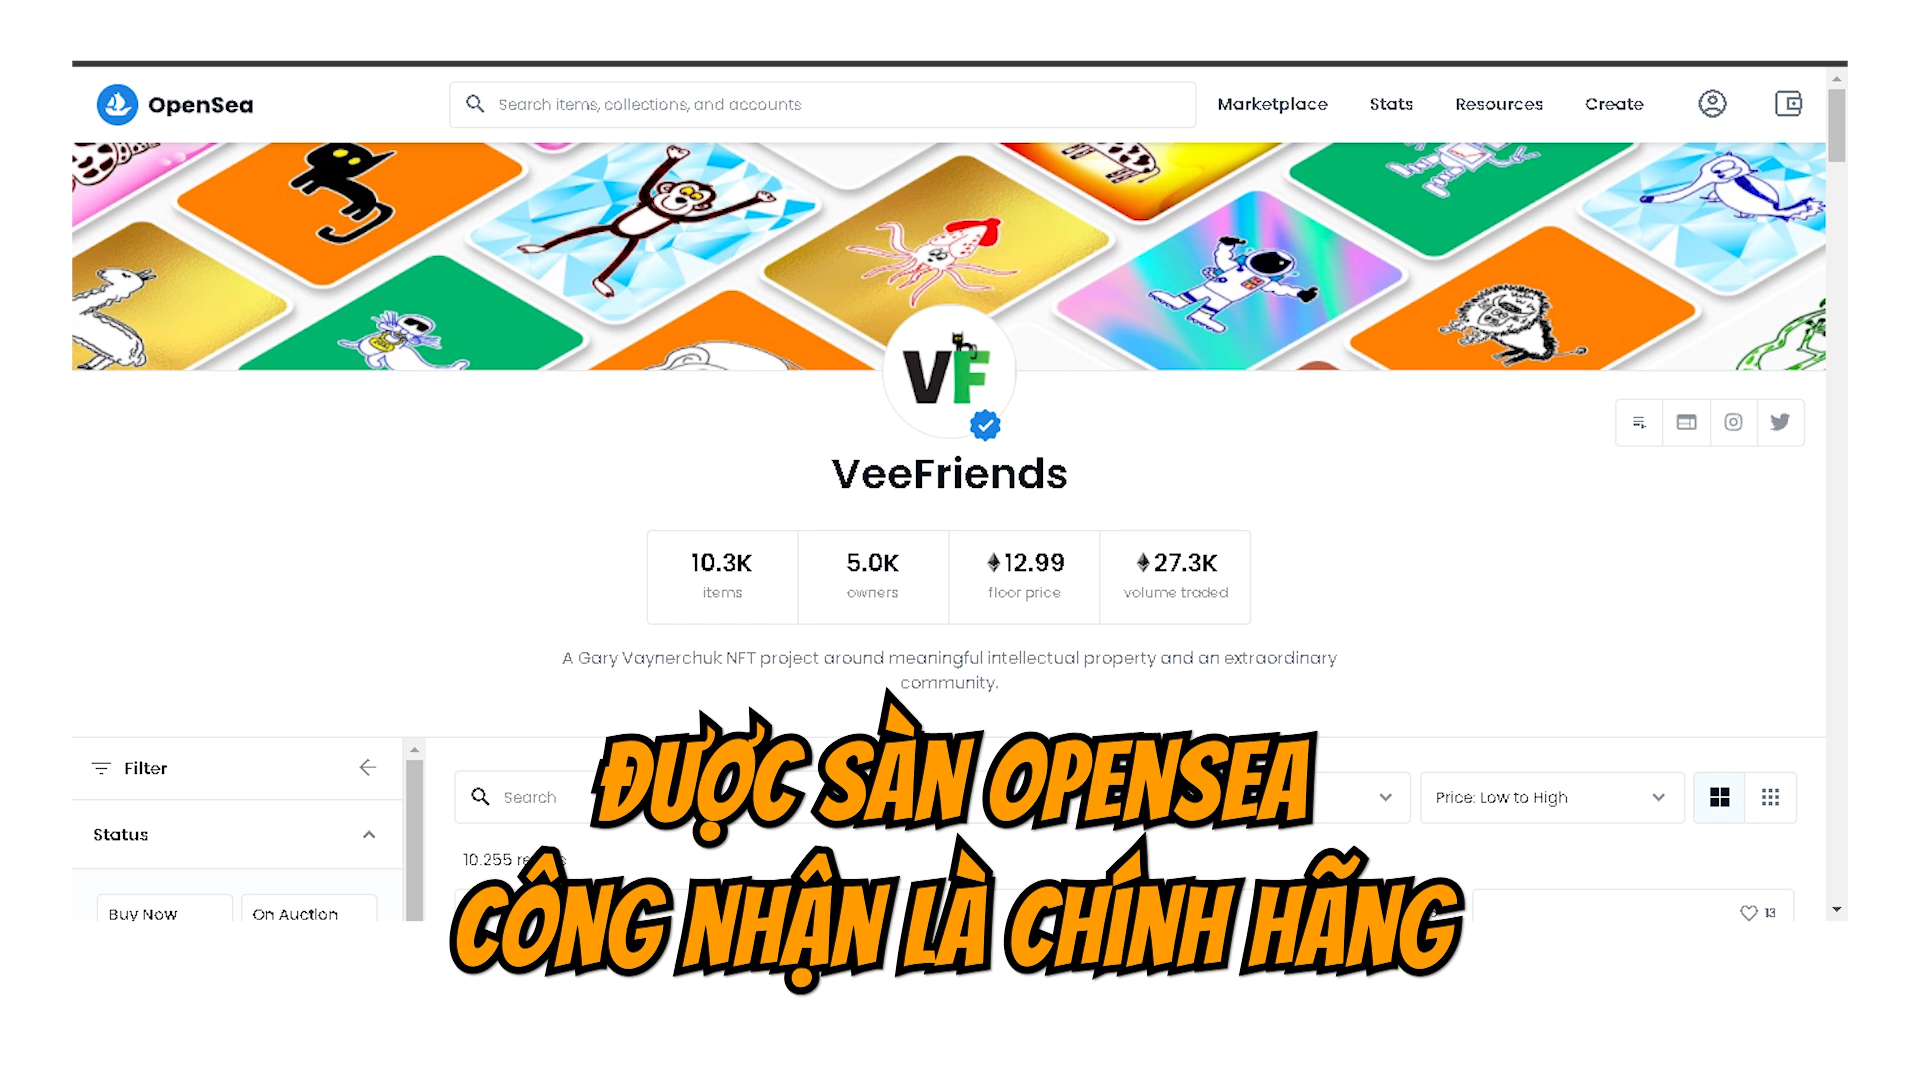 OpenSea
Search items, collections, and accounts
Marketplace
Stats
Resources
Create
VF
VeeFriends
10.3K
items
5.0K
owners
12.99
floor price
27.3K
volume traded
A Gary Vaynerchuk NFT project around meaningful intellectual property and an extraordinary
community.
Filter
Search
Price: Low to High
ĐƯỢC SÀN OPENSEA
Status
10.255
CÔNG NHẬN LÀ CHÍNH HÃNG
Buy Now
On Auction
13